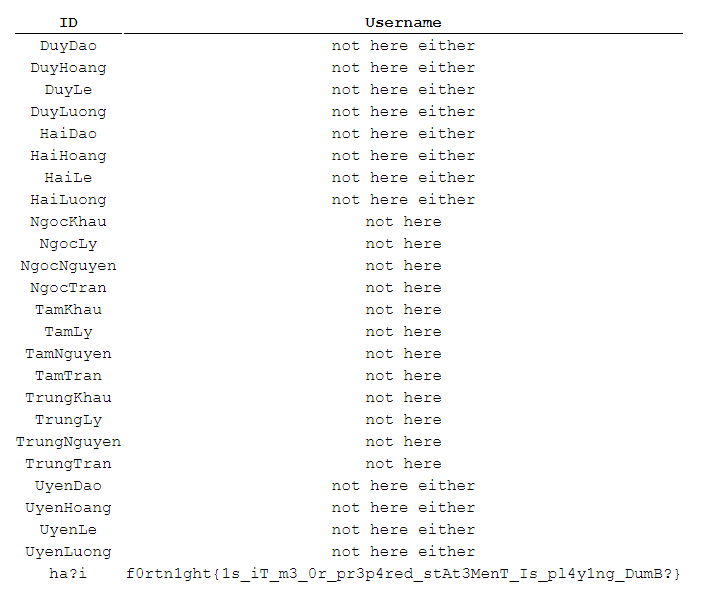 ID Username
DuyDao not here either
DuyHoang not here either
DuyLe not here either
DuyLuong not here either
HaiDao not here either
HaiHoang not here either
HaiLe not here either
HaiLuong not here either
NgocKhau not here
NgocLy not here
NgocNguyen not here
NgocTran not here
TamKhau not here
TamLy not here
TamNguyen not here
TamTran not here
TrungKhau not here
TrungLy not here
TrungNguyen not here
TrungTran not here
UyenDao not here either
UyenHoang not here either
UyenLe not here either
UyenLuong not here either
ha?i f0rtn1ght{1s_iT_m3_0r_pr3p4red_stAt3MenT_Is_pl4y1ng_DumB?}